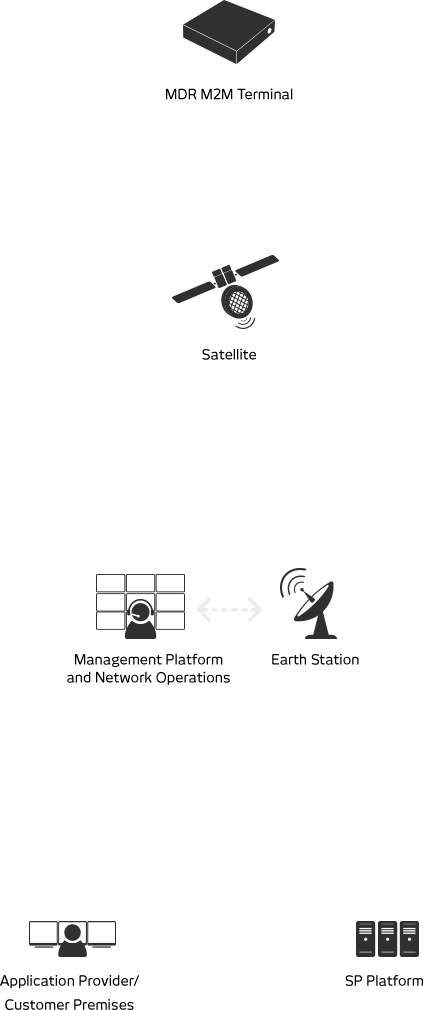 MDR M2M Terminal
Satellite
Management Platform
and Network Operations
Earth Station
Application Provider/
Customer Premises
SP Platform